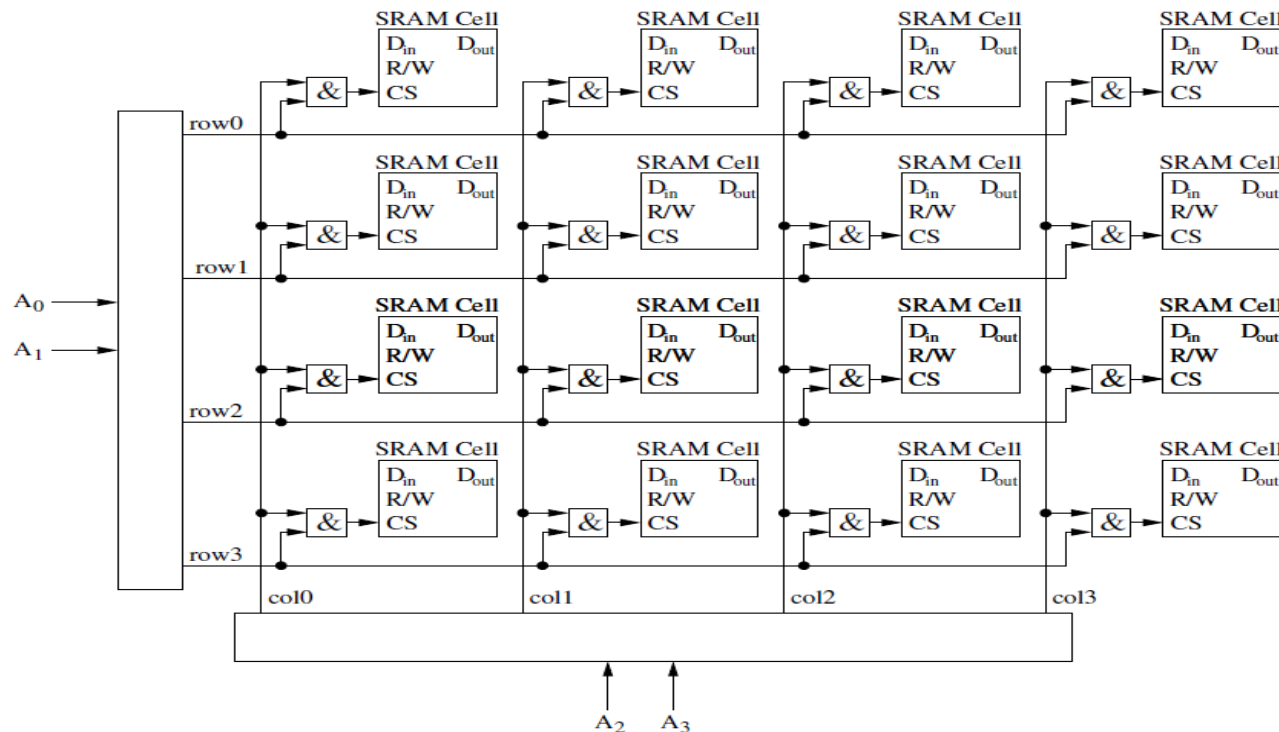 SRAM Cell SRAM Cell SRAM Cell SRAM Cell
Din Dout Din Dout Din Dout Din Dout
R/W R/W R/W R/W
& CS & CS & CS & CS
row0
SRAM Cell SRAM Cell SRAM Cell SRAM Cell
Din Dout Din Dout Din Dout Din Dout
R/W R/W R/W R/W
& CS & CS & CS & CS
row1
A0
SRAM Cell SRAM Cell SRAM Cell SRAM Cell
Din Dout Din Dout Din Dout Din Dout
A1
R/W R/W R/W R/W
& CS & CS & CS & CS
row2
SRAM Cell SRAM Cell SRAM Cell SRAM Cell
Din Dout Din Dout Din Dout Din Dout
R/W R/W R/W R/W
& CS & CS & CS & CS
row3
col0 col1 col2 col3
A2 A3